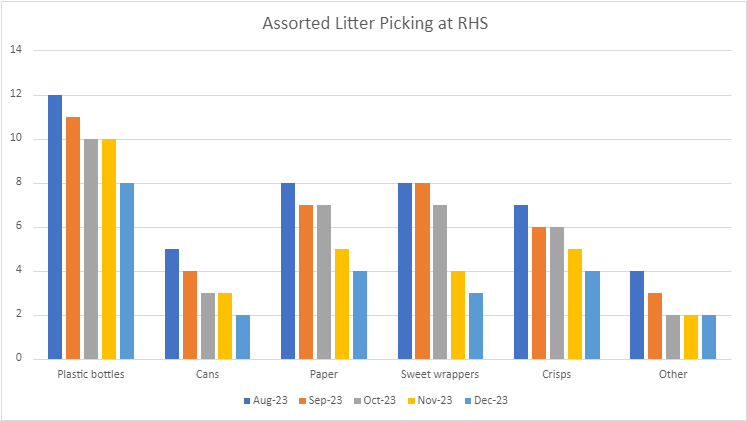 Assorted Litter Picking at RHS
14
12
10
8
6
4
2
0
Plastic bottles Cans Paper Sweet wrappers Crisps Other
Aug-23 Sep-23 Oct-23 Nov-23 Dec-23